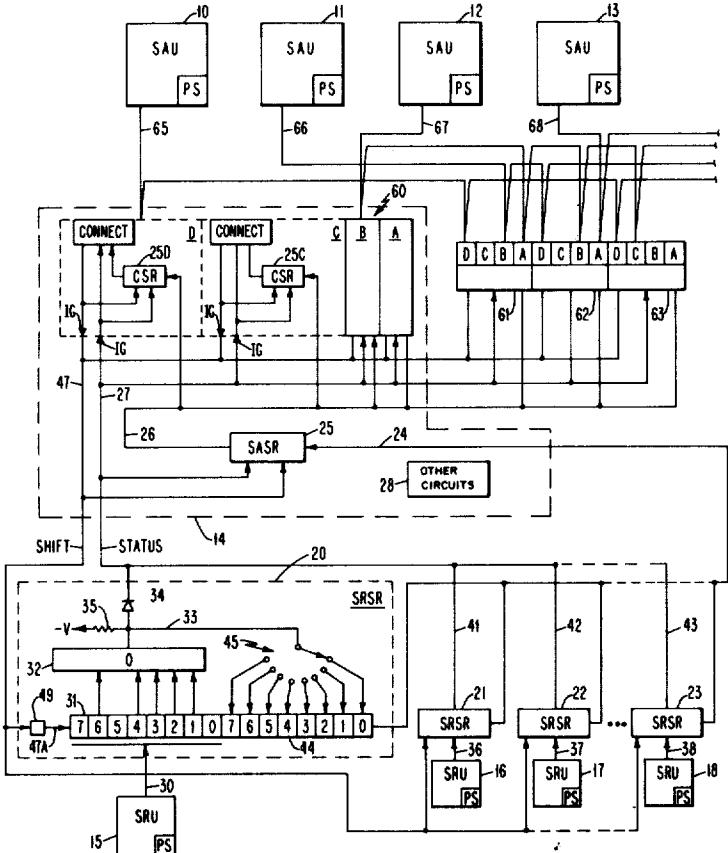 10 11 12 13
SAU SAU SAU SAU
PS PS PS PS
65 66 67 68
60
CONNECT D CONNECT C B A
25D 25C
CSR CSR
D C B A D C B A D C B A
61 62 63
IG IG
IG IG
47 27
26 25 24
SASR
28 OTHER
CIRCUITS
14
SHIFT STATUS
20
34 SRSR
35 33
-V
45 41 42 43
32 O
21 22 23
49 31 SRSR SRSR SRSR
7 6 5 4 3 2 1 0 7 6 5 4 3 2 1 0
47A 44
36 37 38
30 SRU 16 SRU 17 SRU 18
PS PS PS
15 SRU
PS